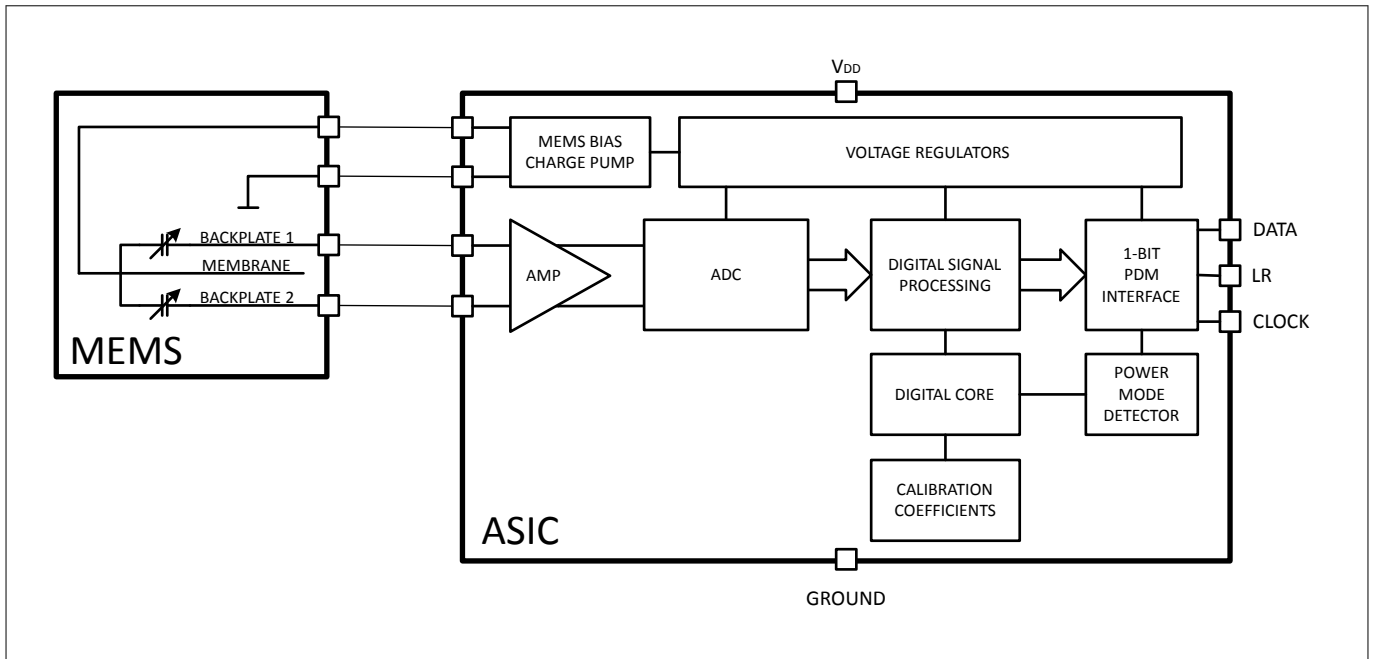 VDD
MEMS BIAS
CHARGE PUMP
VOLTAGE REGULATORS
BACKPLATE 1
MEMBRANE
BACKPLATE 2
MEMS
AMP
ADC
DIGITAL SIGNAL
PROCESSING
1-BIT
PDM
INTERFACE
DATA
LR
CLOCK
DIGITAL CORE
POWER
MODE
DETECTOR
CALIBRATION
COEFFICIENTS
ASIC
GROUND